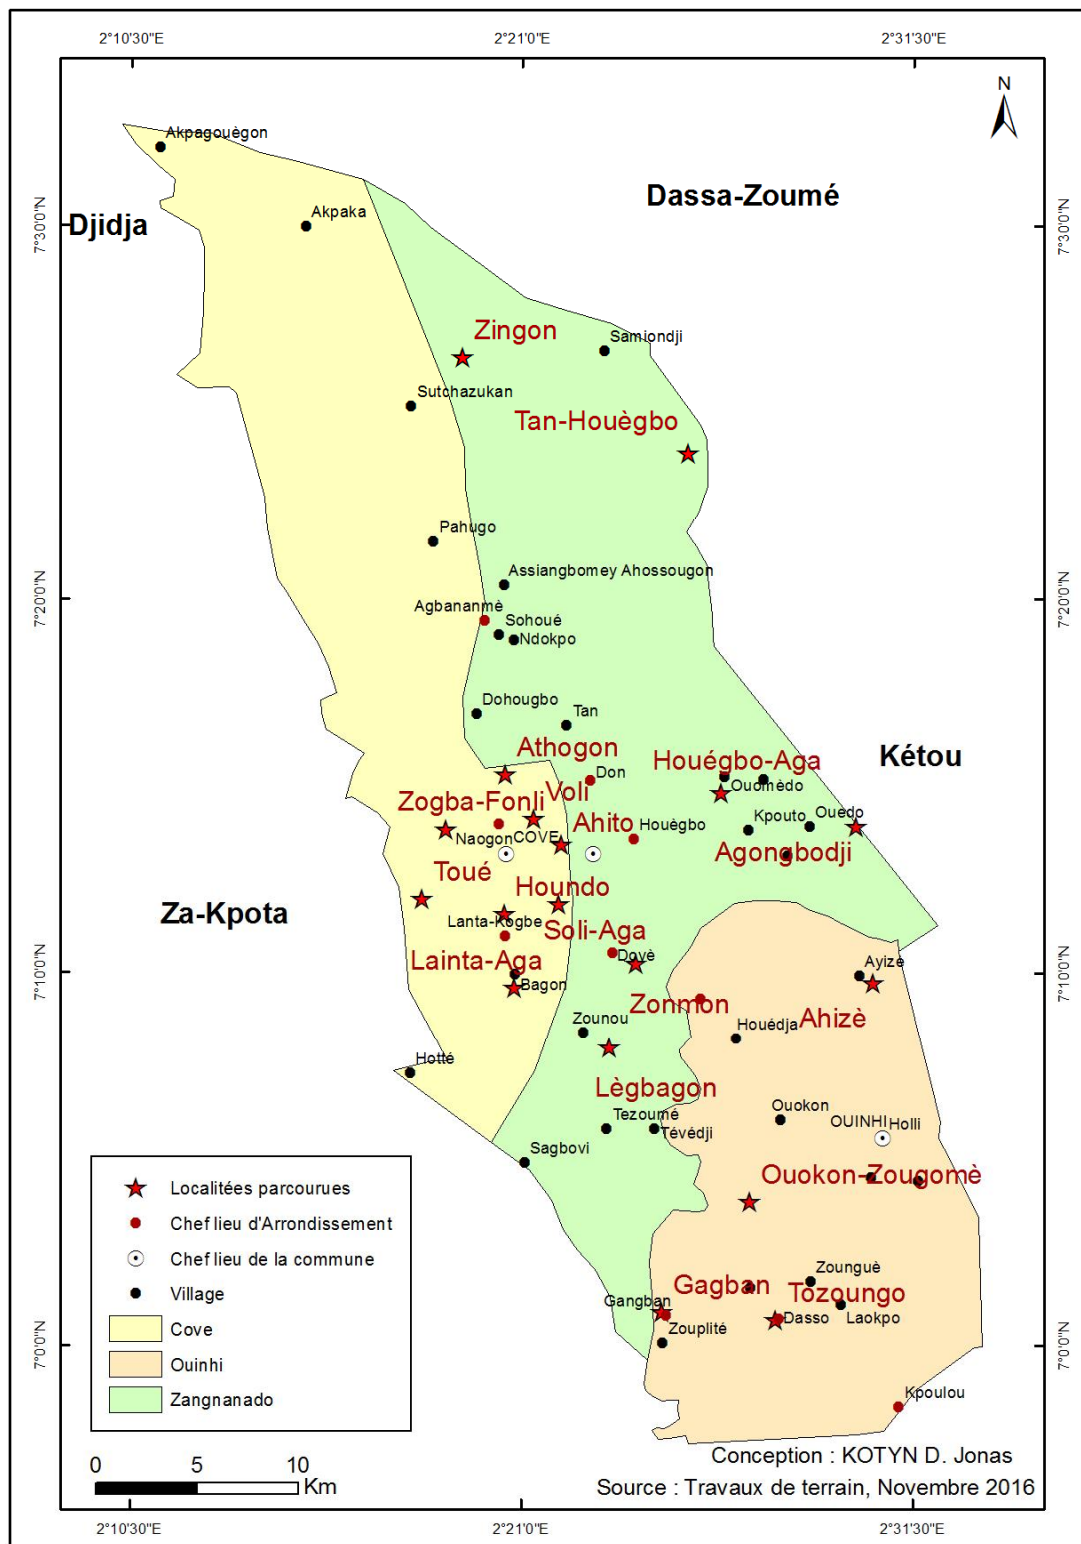 2°10'30"E
2°21'0"E
2°31'30"E
N
Akpagouègon
Dassa-Zoumé
Akpaka
Djidja
7°30'0"N
7°30'0"N
Zingon
Samiondji
Sutchazukan
Tan-Houègbo
Pahugo
Assiangbomey Ahossougon
7°20'0"N
7°20'0"N
Agbananmè
Sohoué
Ndokpo
Dohougbo
Tan
Athogon
Houégbo-Aga
Kétou
Don
Ouomèdo
Voli
Zogba-Fonli
Ahito
Kpouto
Ouedo
Naogon
COVE
Houègbo
Agongbodji
Toué
Houndo
Za-Kpota
Lanta-Kogbe
Soli-Aga
Dovè
Lainta-Aga
Ayize
7°10'0"N
7°10'0"N
Bagon
Zonmon
Ahizè
Zounou
Houédja
Hotté
Lègbagon
Tezoumé
Ouokon
OUINHI
Holli
Tévédji
Sagbovi
Ouokon-Zougomè
Localitées parcourues
Chef lieu d'Arrondissement
Chef lieu de la commune
Village
Cove
Ouinhi
Zangnanado
Zounguè
Gagban
Tozoungo
Gangban
Dasso
Laokpo
Zouplité
7°0'0"N
7°0'0"N
Kpoulou
Conception : KOTYN D. Jonas
0
5
10
Km
Source : Travaux de terrain, Novembre 2016
2°10'30"E
2°21'0"E
2°31'30"E